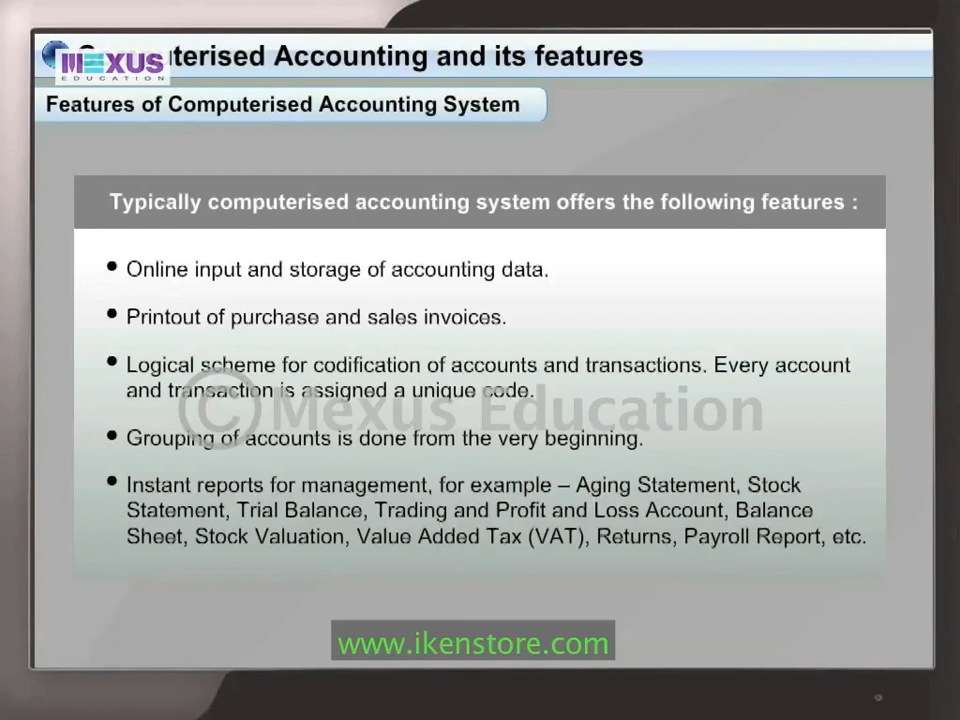 terised Accounting and its features
MEXUS
EDUCATION
Features of Computerised Accounting System
Typically computerised accounting system offers the following features :
• Online input and storage of accounting data.
• Printout of purchase and sales invoices.
• Logical scheme for codification of accounts and transactions. Every account
and transaction is assigned a unique code.
© Mexus Education
• Grouping of accounts is done from the very beginning.
• Instant reports for management, for example – Aging Statement, Stock
Statement, Trial Balance, Trading and Profit and Loss Account, Balance
Sheet, Stock Valuation, Value Added Tax (VAT), Returns, Payroll Report, etc.
www.ikenstore.com